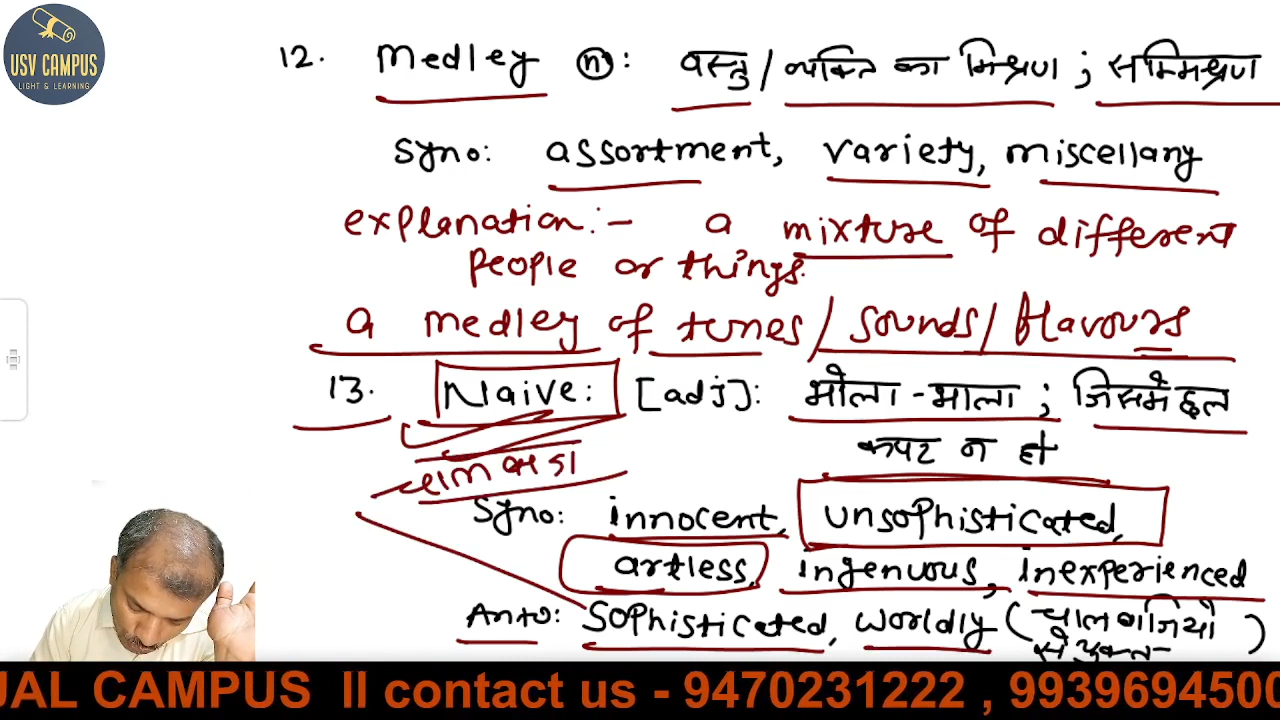 USV CAMPUS
LIGHT & LEARNING
12. Medley (n): वस्तु / व्यक्ति का मिश्रण ; सम्मिश्रण
Syno: assortment, variety, miscellany
explanation:- a mixture of different
people or things.
a medley of tunes / sounds / flavours
13. Naive: [adj]: भोला-भाला ; जिसमे छल
कपट न हो
Syno: innocent, unsophisticated,
artless, ingenuous, inexperienced
Anto: Sophisticated, worldly (चालबाजियो
से युक्त )
JAL CAMPUS II contact us - 9470231222 , 9939694500